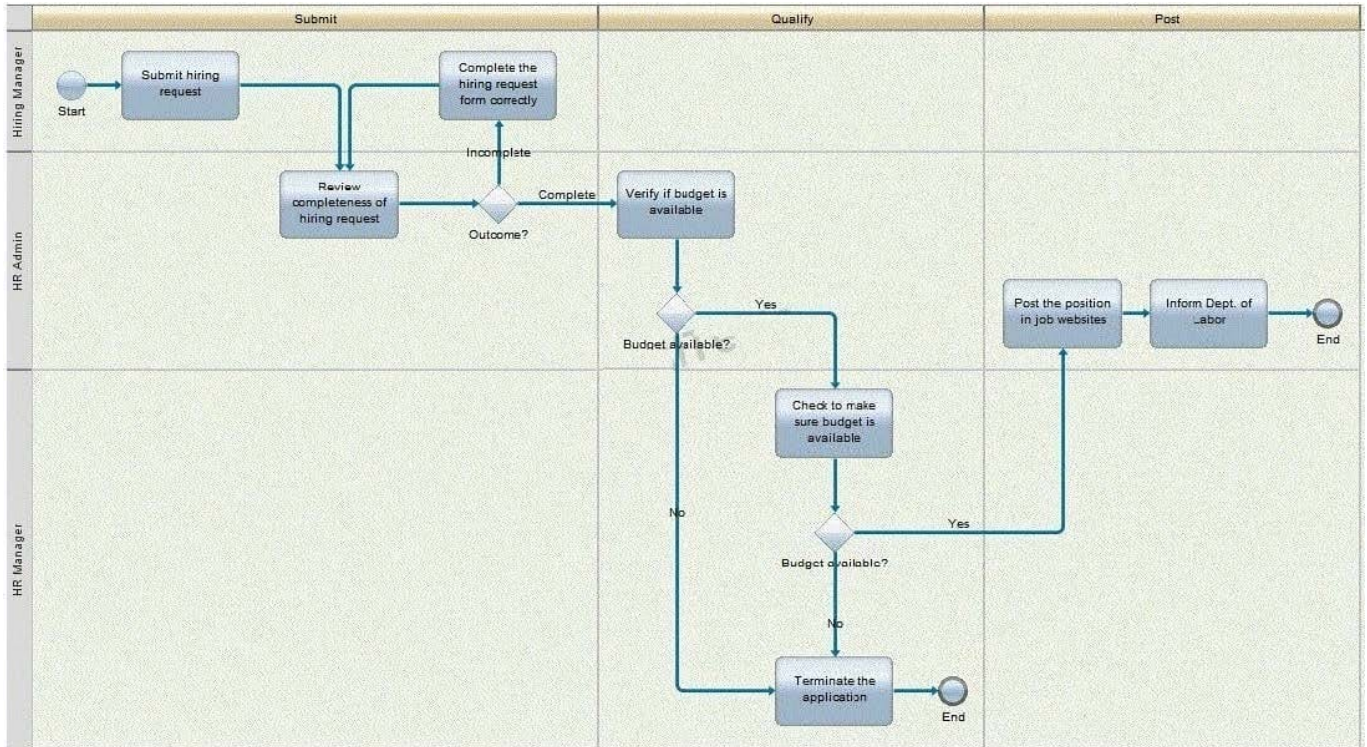 Submit
Qualify
Post
Hiring Manager
Start
Submit hiring
request
Complete the
hiring request
form correctly
Incomplete
HR Admin
Review
completeness of
hiring request
Outcome?
Complete
Verify if budget is
available
Budget available?
Yes
Post the position
in job websites
Inform Dept. of
Labor
End
HR Manager
Check to make
sure budget is
available
Budget available?
Yes
No
No
Terminate the
application
End